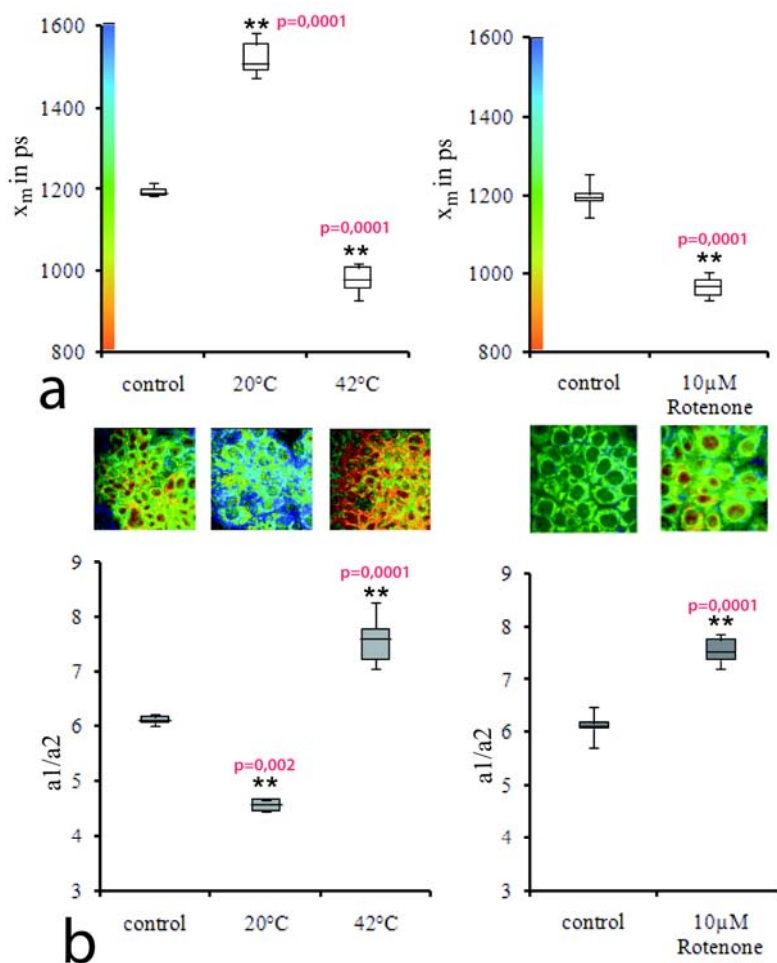 1600
1400
1200
1000
800
x_m in ps
** p=0,0001
p=0,0001
**
control 20°C 42°C
a
1600
1400
1200
1000
800
x_m in ps
p=0,0001
**
control 10µM
Rotenone
9
8
7
6
5
4
3
a1/a2
p=0,0001
**
p=0,002
**
control 20°C 42°C
b
9
8
7
6
5
4
3
a1/a2
p=0,0001
**
control 10µM
Rotenone